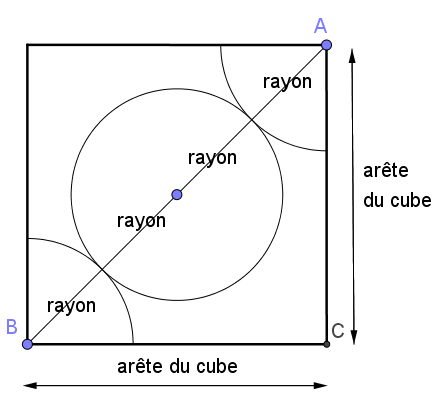 A
rayon
rayon
arête
du cube
rayon
rayon
B
C
arête du cube